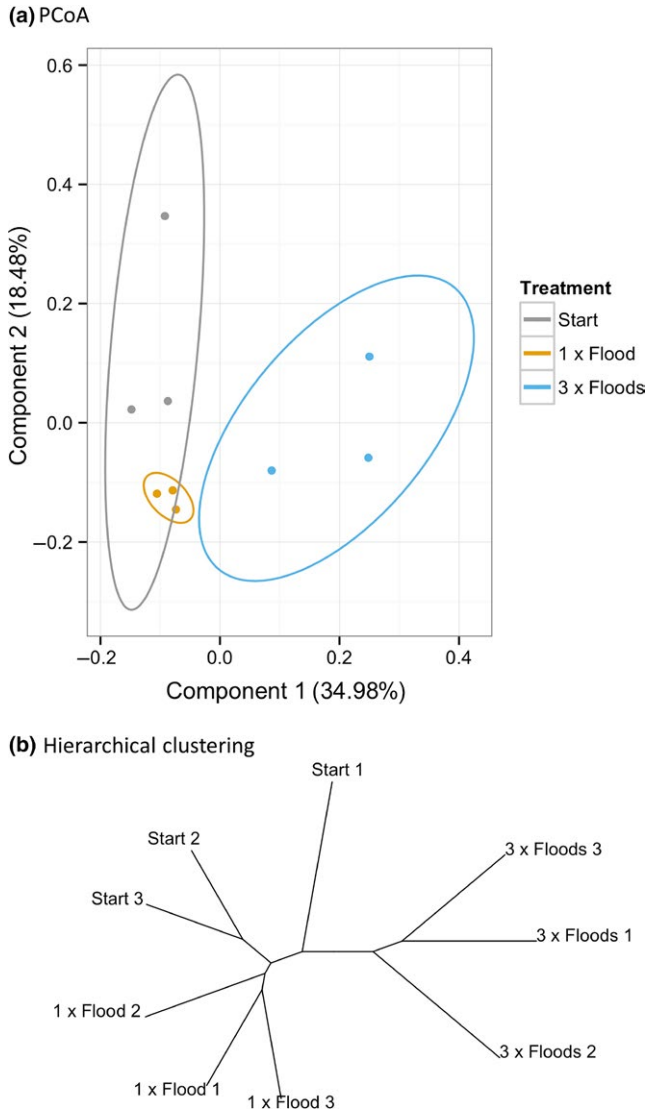 (a) PCoA
0.6
0.4
0.2
0.0
−0.2
Component 2 (18.48%)
−0.2
0.0
0.2
0.4
Component 1 (34.98%)
Treatment
Start
1 x Flood
3 x Floods
(b) Hierarchical clustering
Start 1
Start 2
3 x Floods 3
Start 3
3 x Floods 1
1 x Flood 2
3 x Floods 2
1 x Flood 1
1 x Flood 3